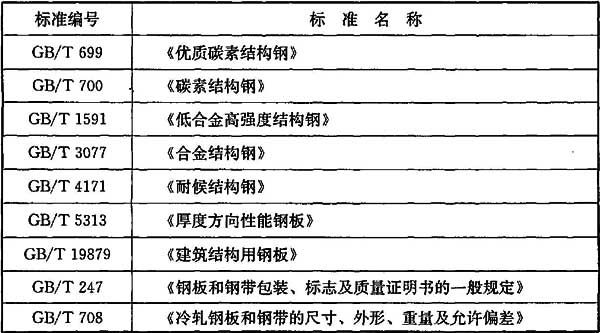 标准编号 标准名称
GB/T 699 《优质碳素结构钢》
GB/T 700 《碳素结构钢》
GB/T 1591 《低合金高强度结构钢》
GB/T 3077 《合金结构钢》
GB/T 4171 《耐候结构钢》
GB/T 5313 《厚度方向性能钢板》
GB/T 19879 《建筑结构用钢板》
GB/T 247 《钢板和钢带包装、标志及质量证明书的一般规定》
GB/T 708 《冷轧钢板和钢带的尺寸、外形、重量及允许偏差》